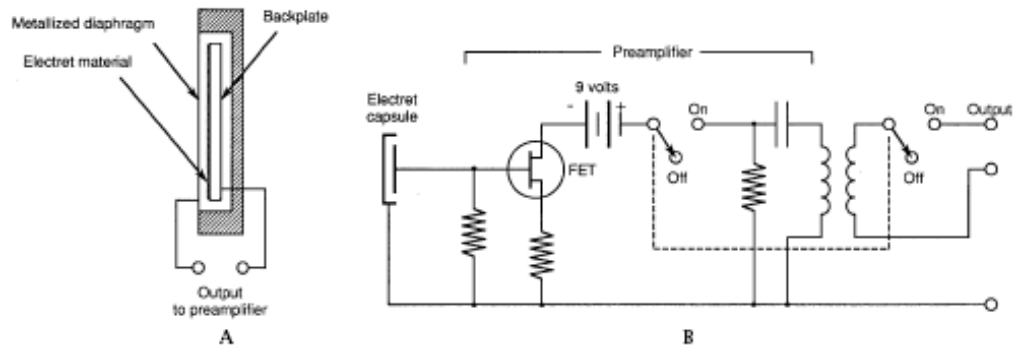 Metallized diaphragm
Backplate
Electret material
Output
to preamplifier
A
Preamplifier
Electret
capsule
9 volts
- +
On
Off
FET
On
Output
Off
B